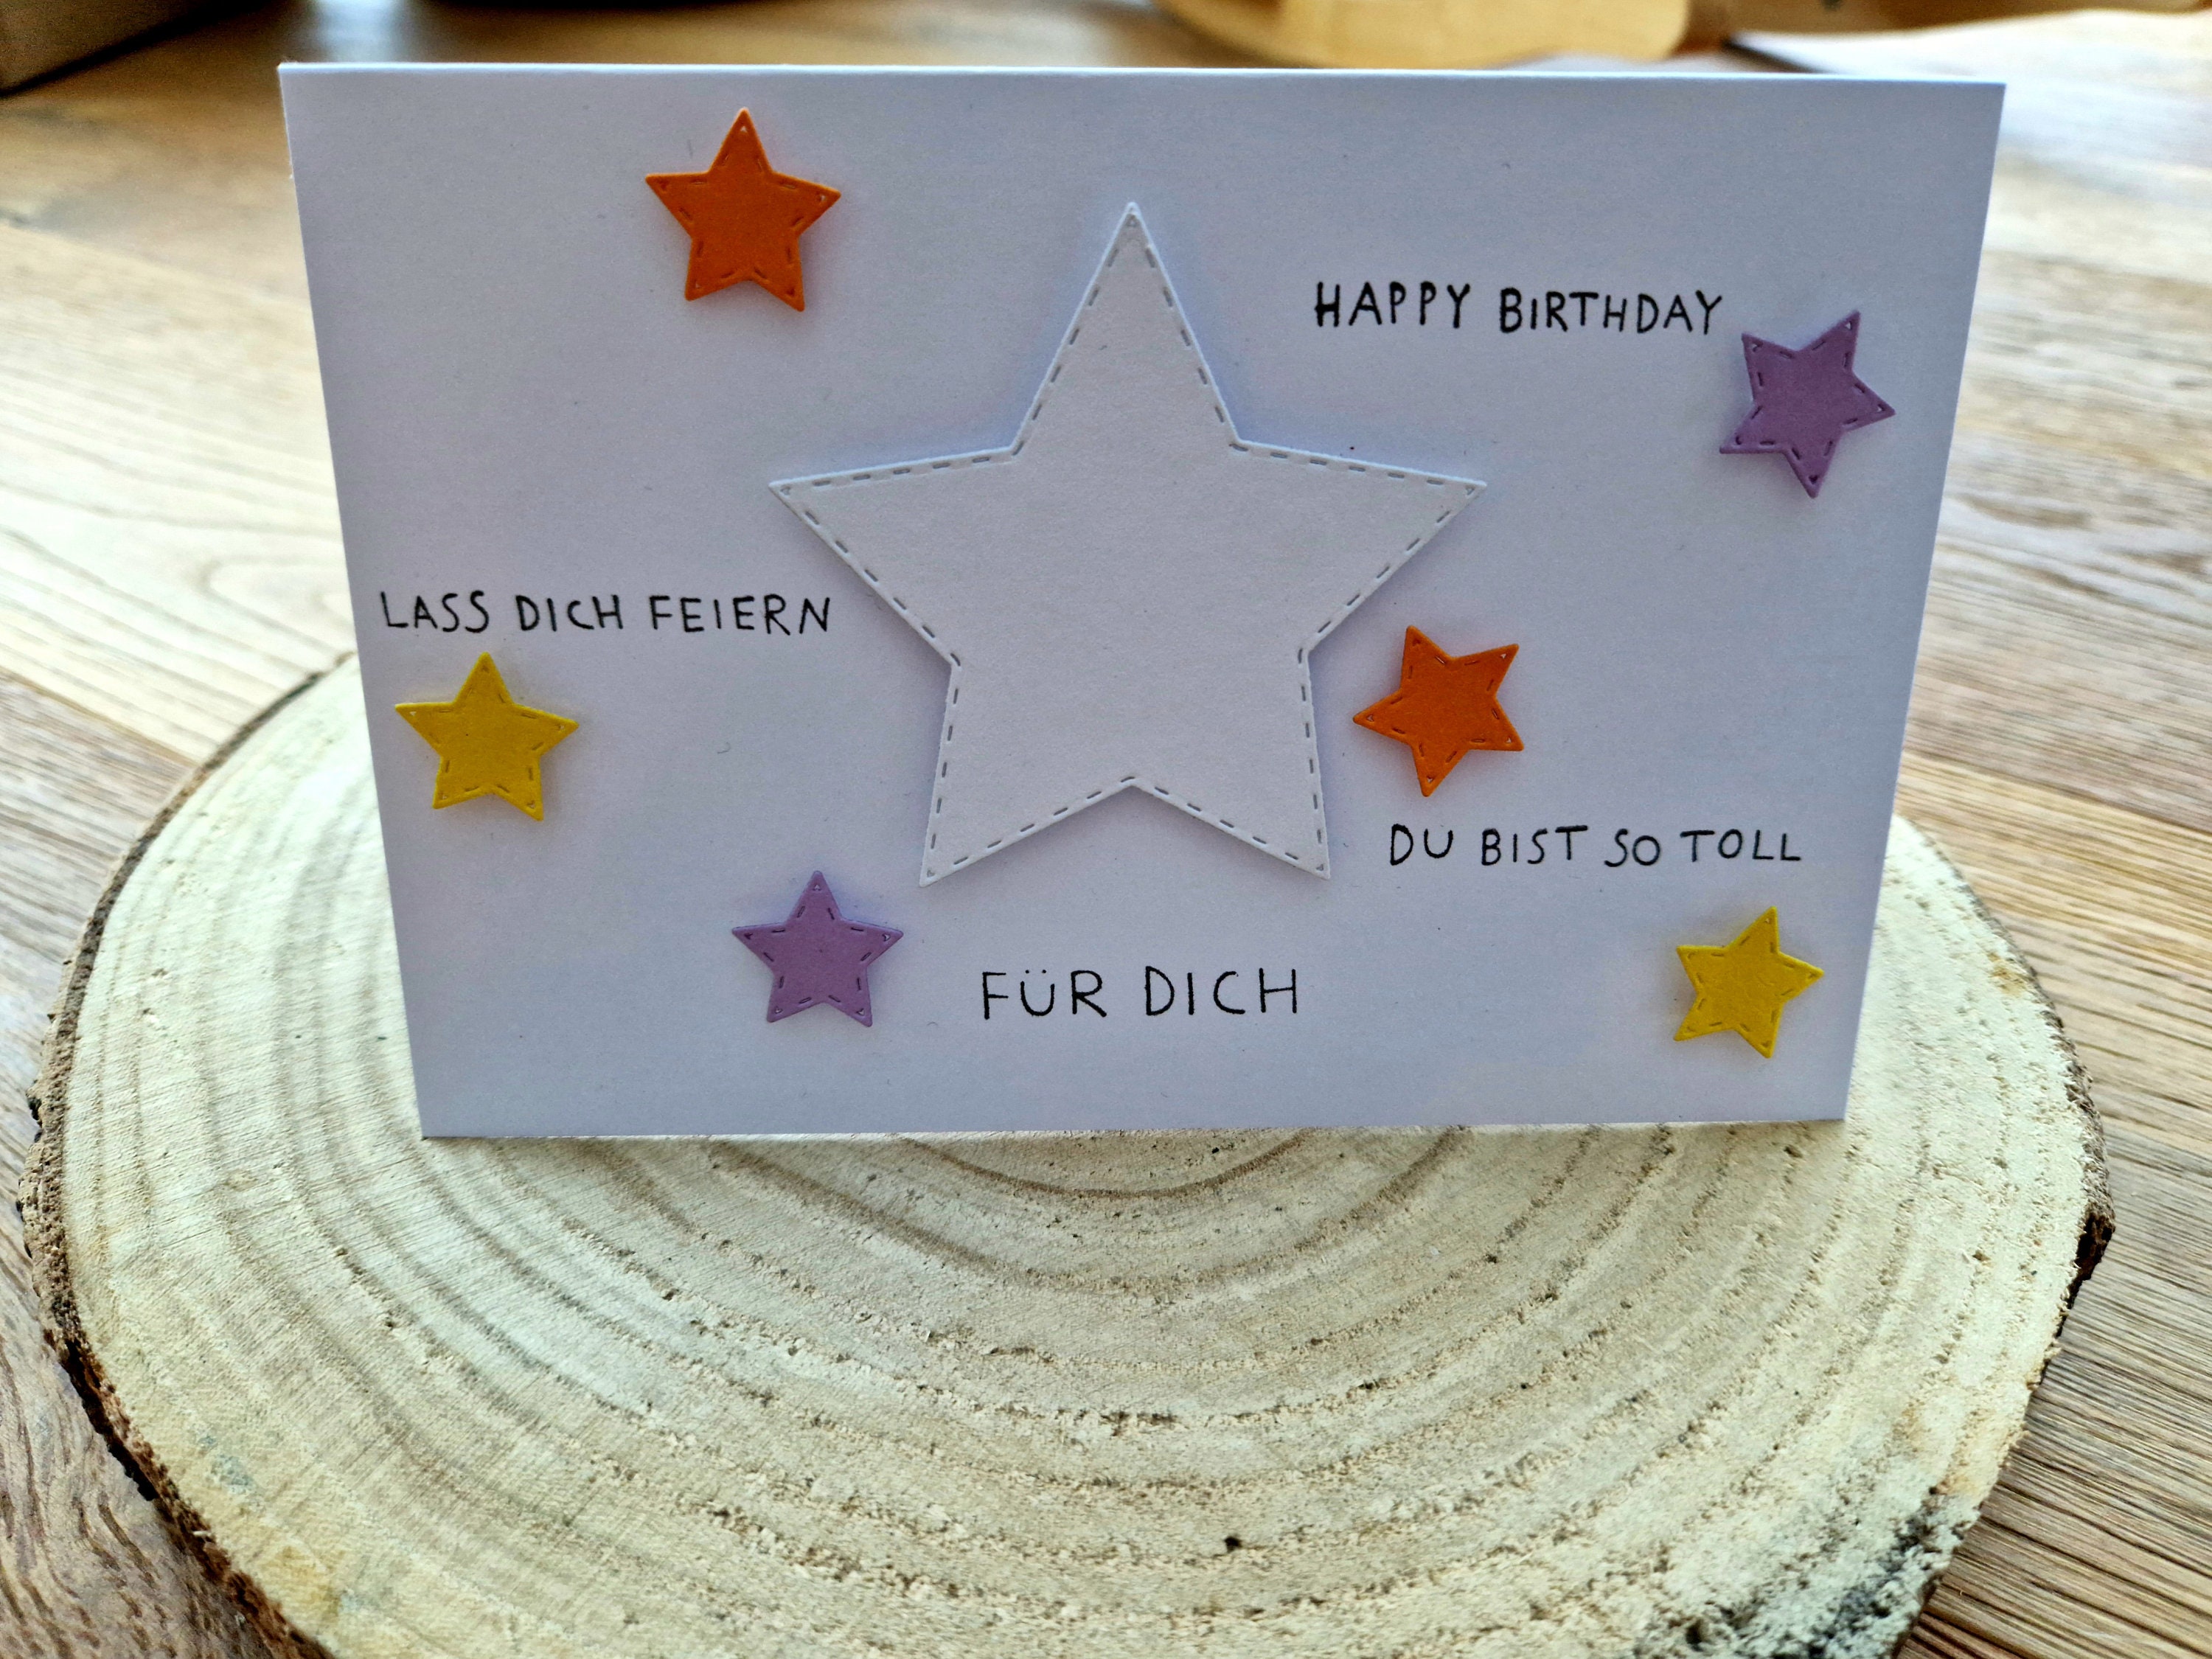 HAPPY BIRTHDAY
LASS DICH FEIERN
DU BIST SO TOLL
FÜR DICH